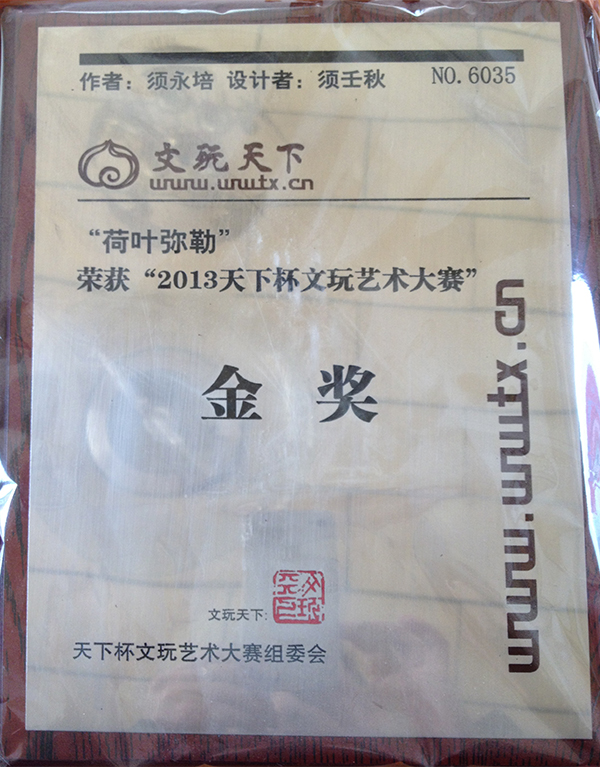 作者：须永培 设计者：须壬秋 NO.6035
文玩天下
www.wwtx.cn
“荷叶弥勒”
荣获“2013天下杯文玩艺术大赛”
金 奖
文玩天下:
天下杯文玩艺术大赛组委会